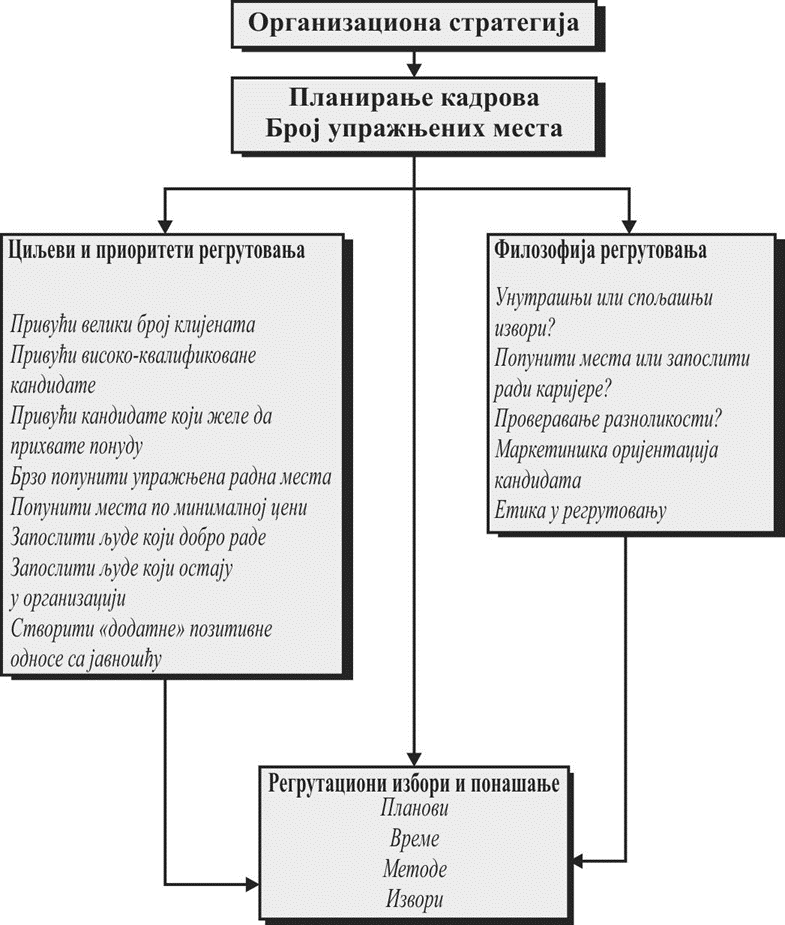 Организациона стратегија
Планирање кадрова
Број упражњених места
Циљеви и приоритети регрутовања
Привући велики број клијената
Привући високо-квалификоване
кандидате
Привући кандидате који желе да
прихвате понуду
Брзо попунити упражњена радна места
Попунити места по минималној цени
Запослити људе који добро раде
Запослити људе који остају
у организацији
Створити «додатне» позитивне
односе са јавношћу
Филозофија регрутовања
Унутрашњи или спољашњи
извори?
Попунити места или запослити
ради каријере?
Проверавање разноликости?
Маркетиншка оријентација
кандидата
Етика у регрутовању
Регрутациони избори и понашање
Планови
Време
Методе
Извори